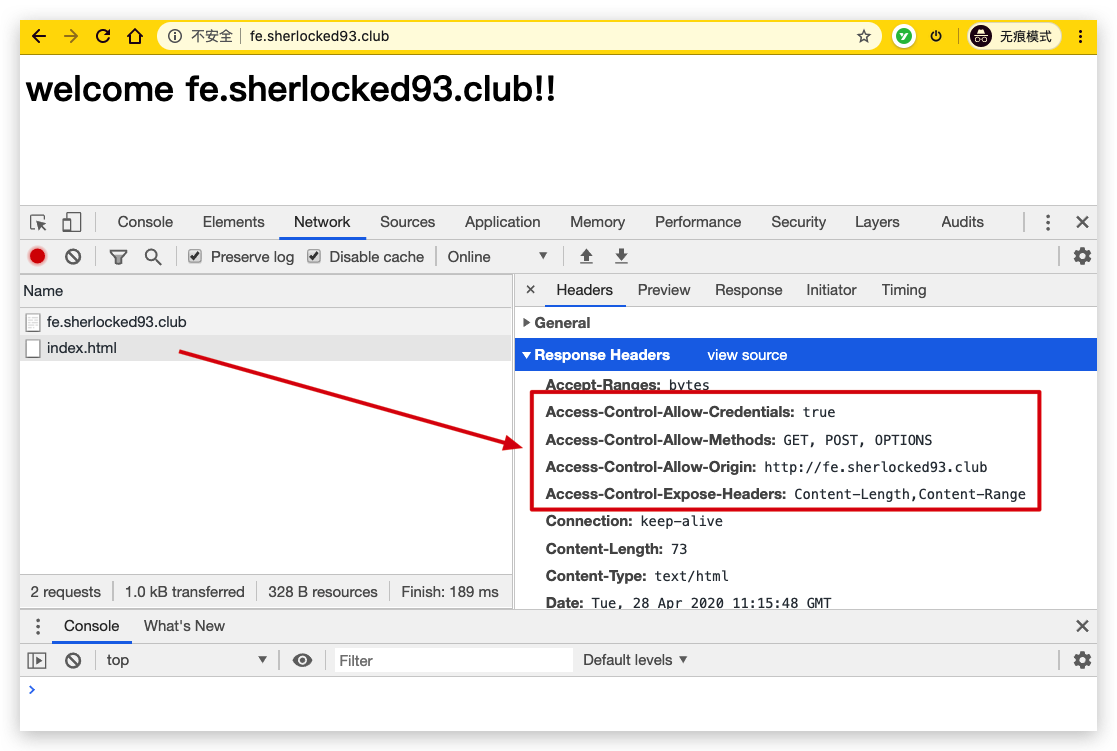 不安全 fe.sherlocked93.club 无痕模式
welcome fe.sherlocked93.club!!
Console Elements Network Sources Application Memory Performance Security Layers Audits
Preserve log Disable cache Online
Name
Headers Preview Response Initiator Timing
fe.sherlocked93.club
index.html
General
Response Headers view source
Accept-Ranges: bytes
Access-Control-Allow-Credentials: true
Access-Control-Allow-Methods: GET, POST, OPTIONS
Access-Control-Allow-Origin: http://fe.sherlocked93.club
Access-Control-Expose-Headers: Content-Length,Content-Range
Connection: keep-alive
Content-Length: 73
Content-Type: text/html
Date: Tue, 28 Apr 2020 11:15:48 GMT
2 requests 1.0 kB transferred 328 B resources Finish: 189 ms
Console What's New
top Filter Default levels